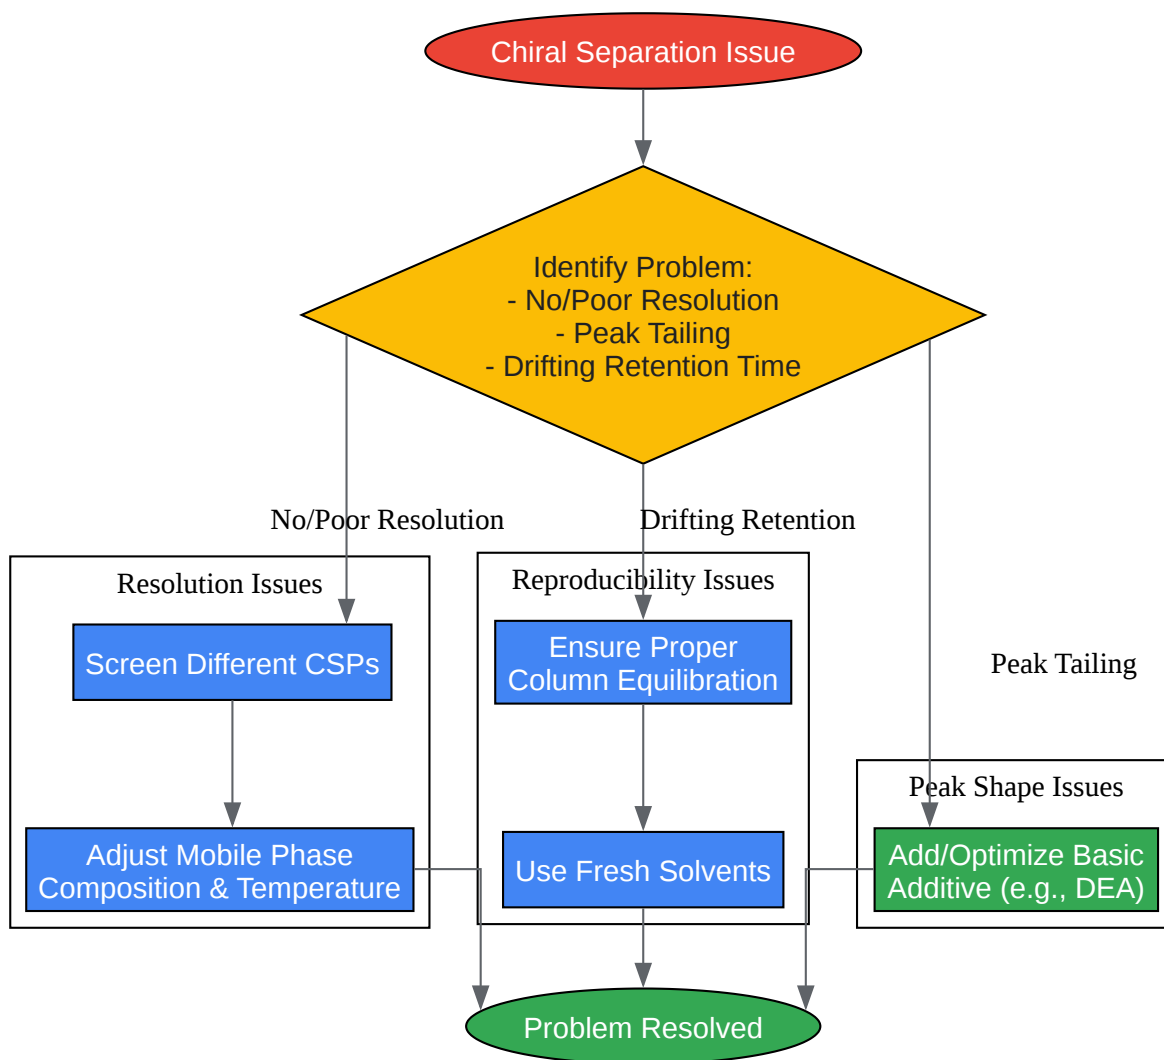 Chiral Separation Issue
Identify Problem:
- No/Poor Resolution
- Peak Tailing
- Drifting Retention Time
No/Poor Resolution
Drifting Retention
Peak Tailing
Resolution Issues
Screen Different CSPs
Adjust Mobile Phase
Composition & Temperature
Reproducibility Issues
Ensure Proper
Column Equilibration
Use Fresh Solvents
Peak Shape Issues
Add/Optimize Basic
Additive (e.g., DEA)
Problem Resolved